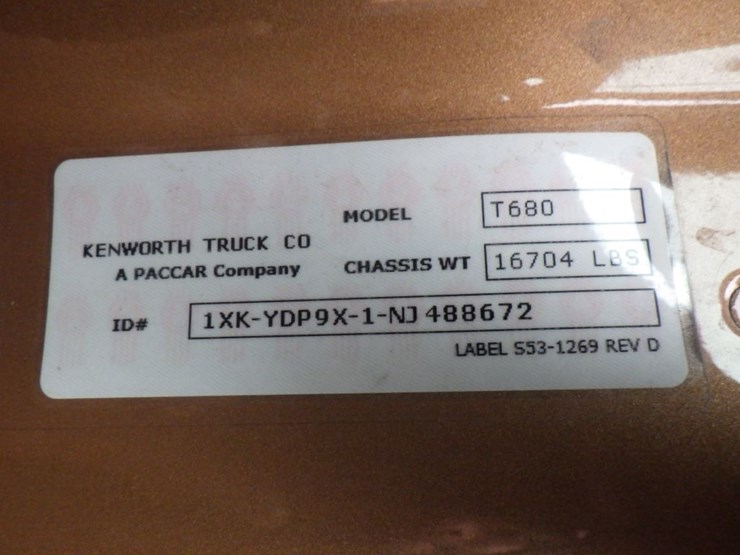 MODEL T680
KENWORTH TRUCK CO
A PACCAR Company
CHASSIS WT 16704 LBS
ID# 1XK-YDP9X-1-NJ488672
LABEL S53-1269 REV D